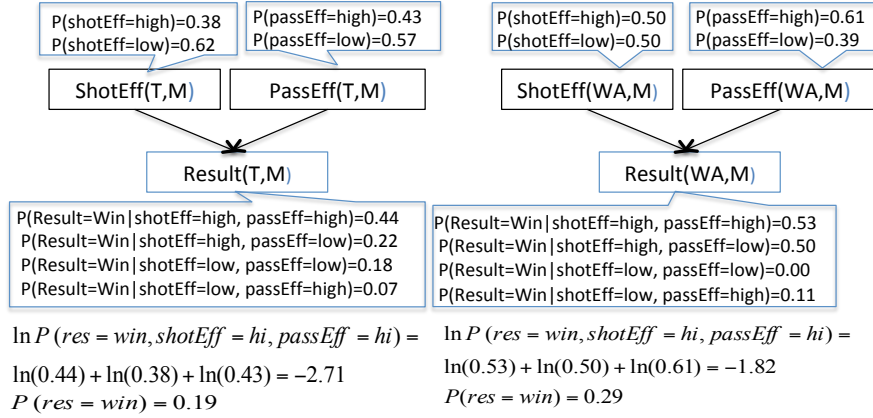 P(shotEff=high)=0.38
P(shotEff=low)=0.62
P(passEff=high)=0.43
P(passEff=low)=0.57
ShotEff(T,M)
PassEff(T,M)
Result(T,M)
P(Result=Win|shotEff=high, passEff=high)=0.44
P(Result=Win|shotEff=high, passEff=low)=0.22
P(Result=Win|shotEff=low, passEff=low)=0.18
P(Result=Win|shotEff=low, passEff=high)=0.07
ln P (res = win, shotEff = hi, passEff = hi) =
ln(0.44) + ln(0.38) + ln(0.43) = −2.71
P (res = win) = 0.19
P(shotEff=high)=0.50
P(shotEff=low)=0.50
P(passEff=high)=0.61
P(passEff=low)=0.39
ShotEff(WA,M)
PassEff(WA,M)
Result(WA,M)
P(Result=Win|shotEff=high, passEff=high)=0.53
P(Result=Win|shotEff=high, passEff=low)=0.50
P(Result=Win|shotEff=low, passEff=low)=0.00
P(Result=Win|shotEff=low, passEff=high)=0.11
ln P (res = win, shotEff = hi, passEff = hi) =
ln(0.53) + ln(0.50) + ln(0.61) = −1.82
P(res = win) = 0.29